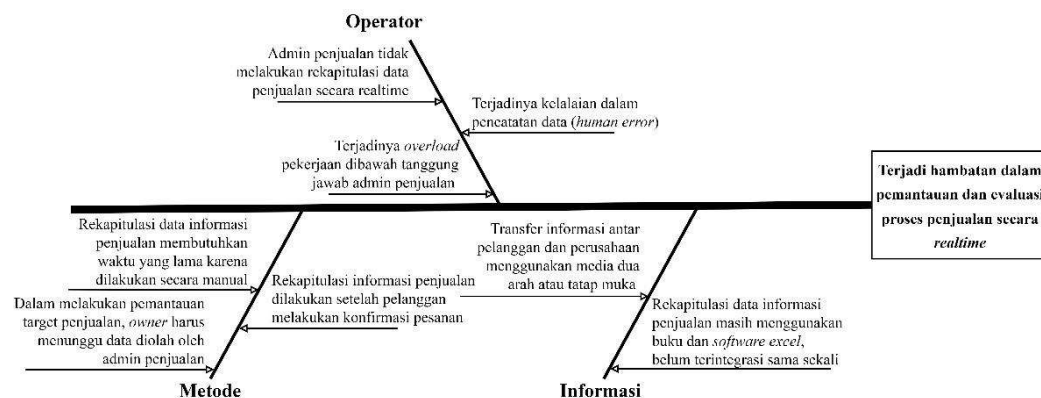 Operator
Admin penjualan tidak
melakukan rekapitulasi data
penjualan secara realtime
Terjadinya kelalaian dalam
pencatatan data (human error)
Terjadinya overload
pekerjaan dibawah tanggung
jawab admin penjualan
Terjadi hambatan dalam
pemantauan dan evaluasi
proses penjualan secara
realtime
Rekapitulasi data informasi
penjualan membutuhkan
waktu yang lama karena
dilakukan secara manual
Rekapitulasi informasi penjualan
dilakukan setelah pelanggan
melakukan konfirmasi pesanan
Dalam melakukan pemantauan
target penjualan, owner harus
menunggu data diolah oleh
admin penjualan
Metode
Transfer informasi antar
pelanggan dan perusahaan
menggunakan media dua
arah atau tatap muka
Rekapitulasi data informasi
penjualan masih menggunakan
buku dan software excel,
belum terintegrasi sama sekali
Informasi